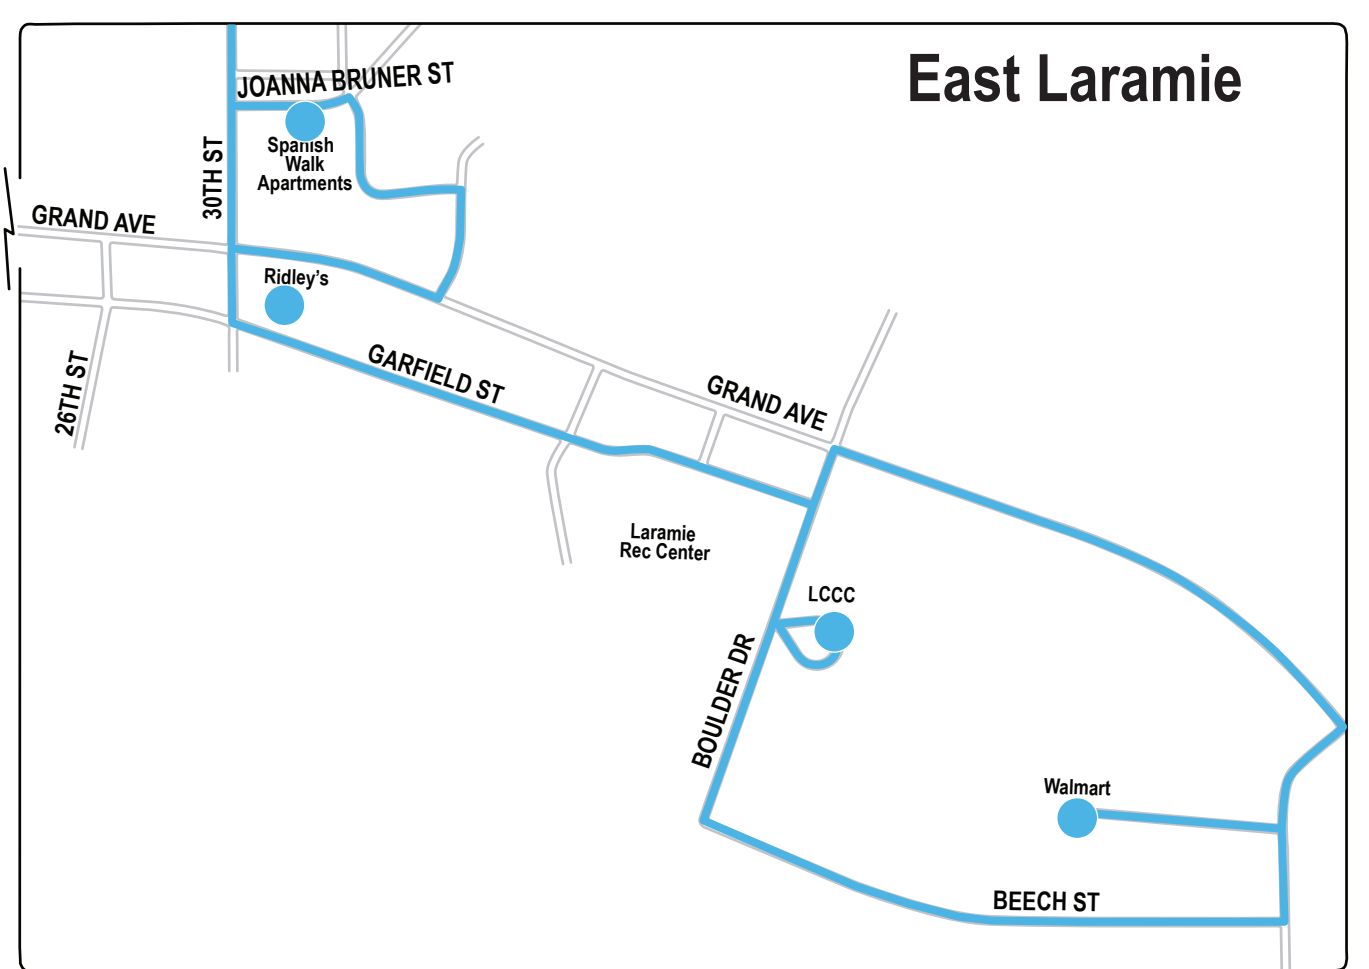 East Laramie
JOANNA BRUNER ST
30TH ST
Spanish
Walk
Apartments
GRAND AVE
Ridley's
26TH ST
GARFIELD ST
GRAND AVE
Laramie
Rec Center
LCCC
BOULDER DR
Walmart
BEECH ST